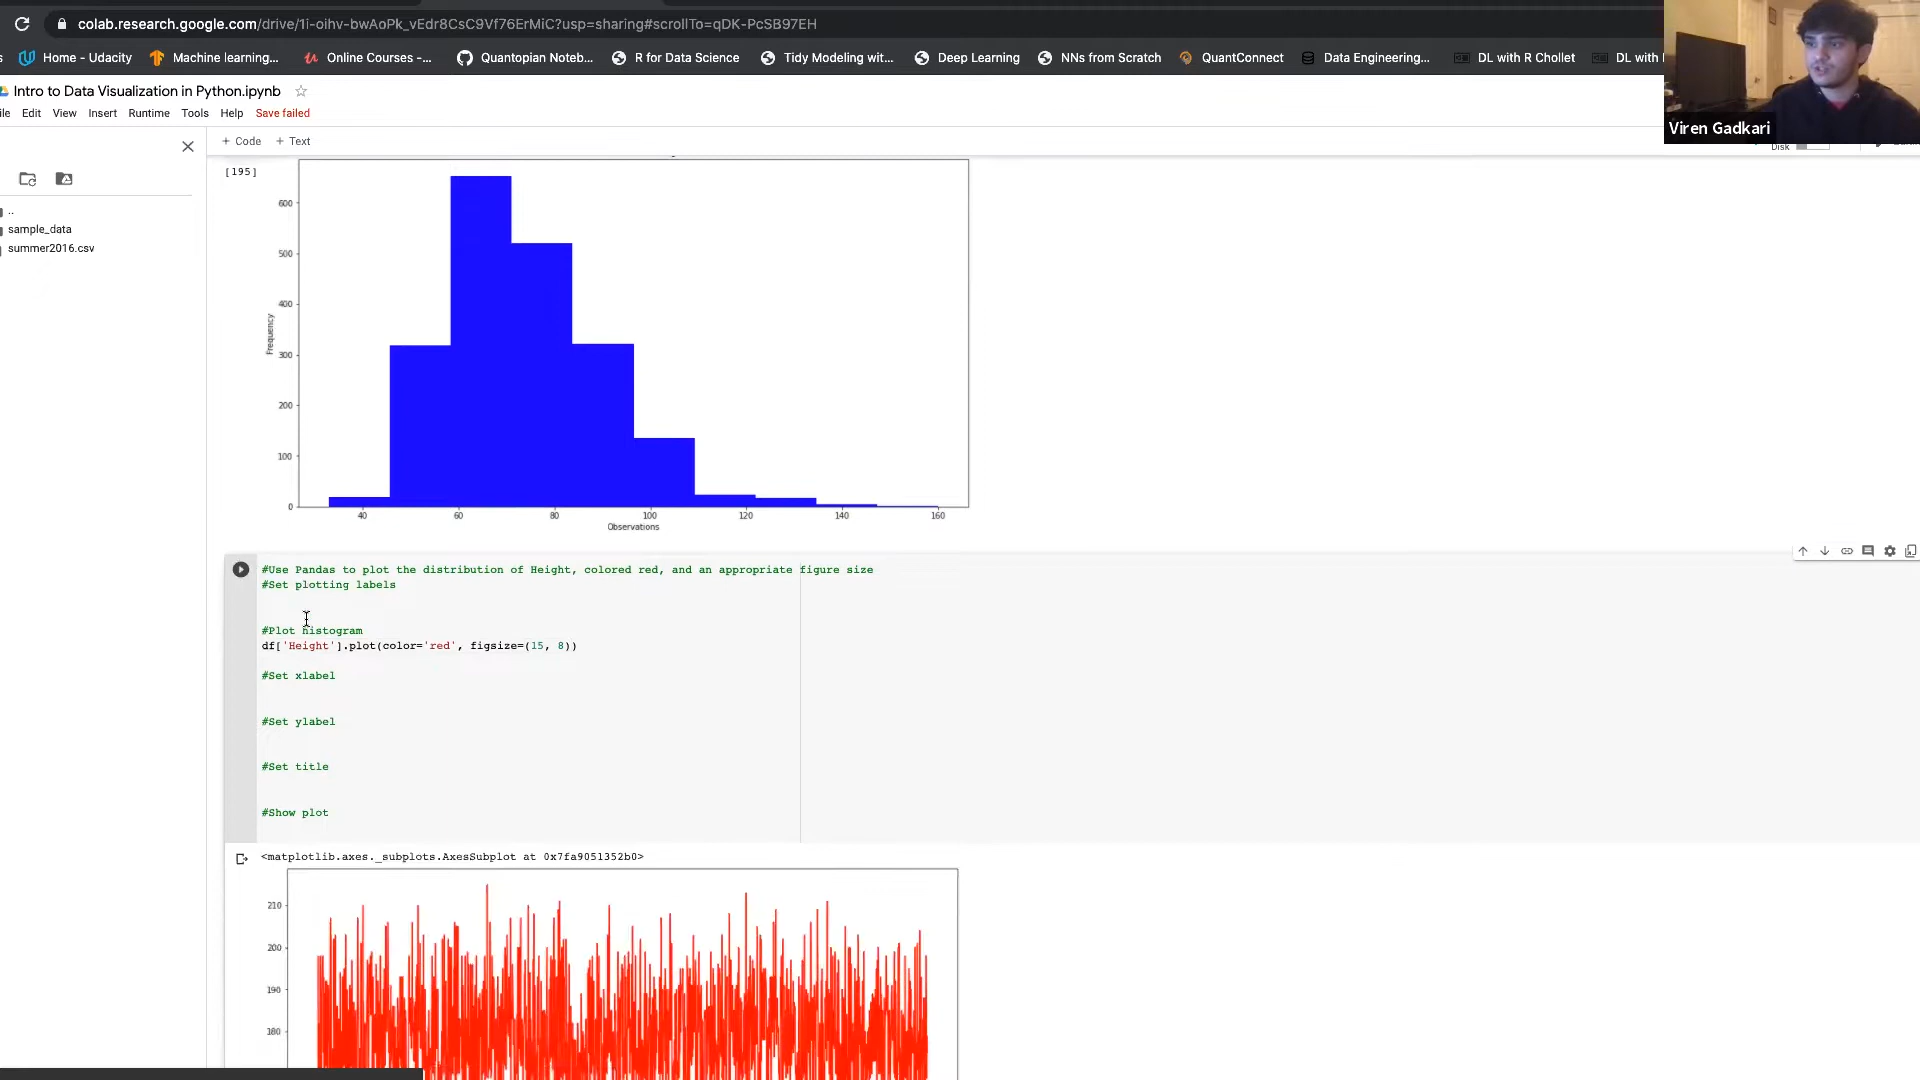 colab.research.google.com/drive/1i-oihv-bwAoPk_vEdr8CsC9Vf76ErMiC?usp=sharing#scrollTo=qDK-PcSB97EH
Home - Udacity Machine learning... Online Courses -... Quantopian Noteb... R for Data Science Tidy Modeling wit... Deep Learning NNs from Scratch QuantConnect Data Engineering... DL with R Chollet DL with
Intro to Data Visualization in Python.ipynb
Edit View Insert Runtime Tools Help Save failed
Viren Gadkari
+ Code + Text
Disk
[195]
..
sample_data
summer2016.csv
600
500
400
300
200
100
0
Frequency
40 60 80 100 120 140 160
Observations
#Use Pandas to plot the distribution of Height, colored red, and an appropriate figure size
#Set plotting labels
#Plot histogram
df['Height'].plot(color='red', figsize=(15, 8))
#Set xlabel
#Set ylabel
#Set title
#Show plot
<matplotlib.axes._subplots.AxesSubplot at 0x7fa9051352b0>
210
200
190
180